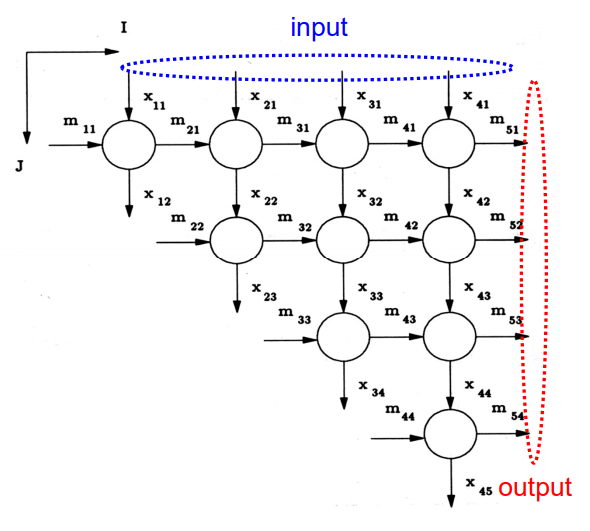 I
input
J
x 11 x 21 x 31 x 41
m 11 m 21 m 31 m 41 m 51
x 12 x 22 x 32 x 42
m 22 m 32 m 42 m 52
x 23 x 33 x 43
m 33 m 43 m 53
x 34 x 44
m 44 m 54
x 45 output